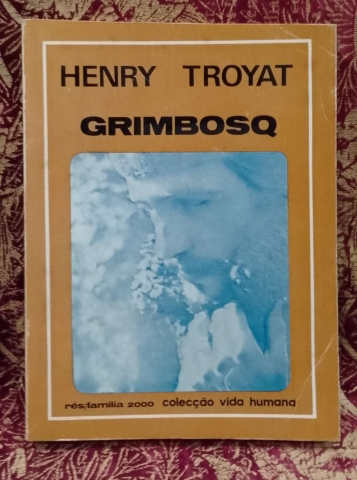 HENRY TROYAT
GRIMBOSQ
rés/família 2000 colecção vida humana